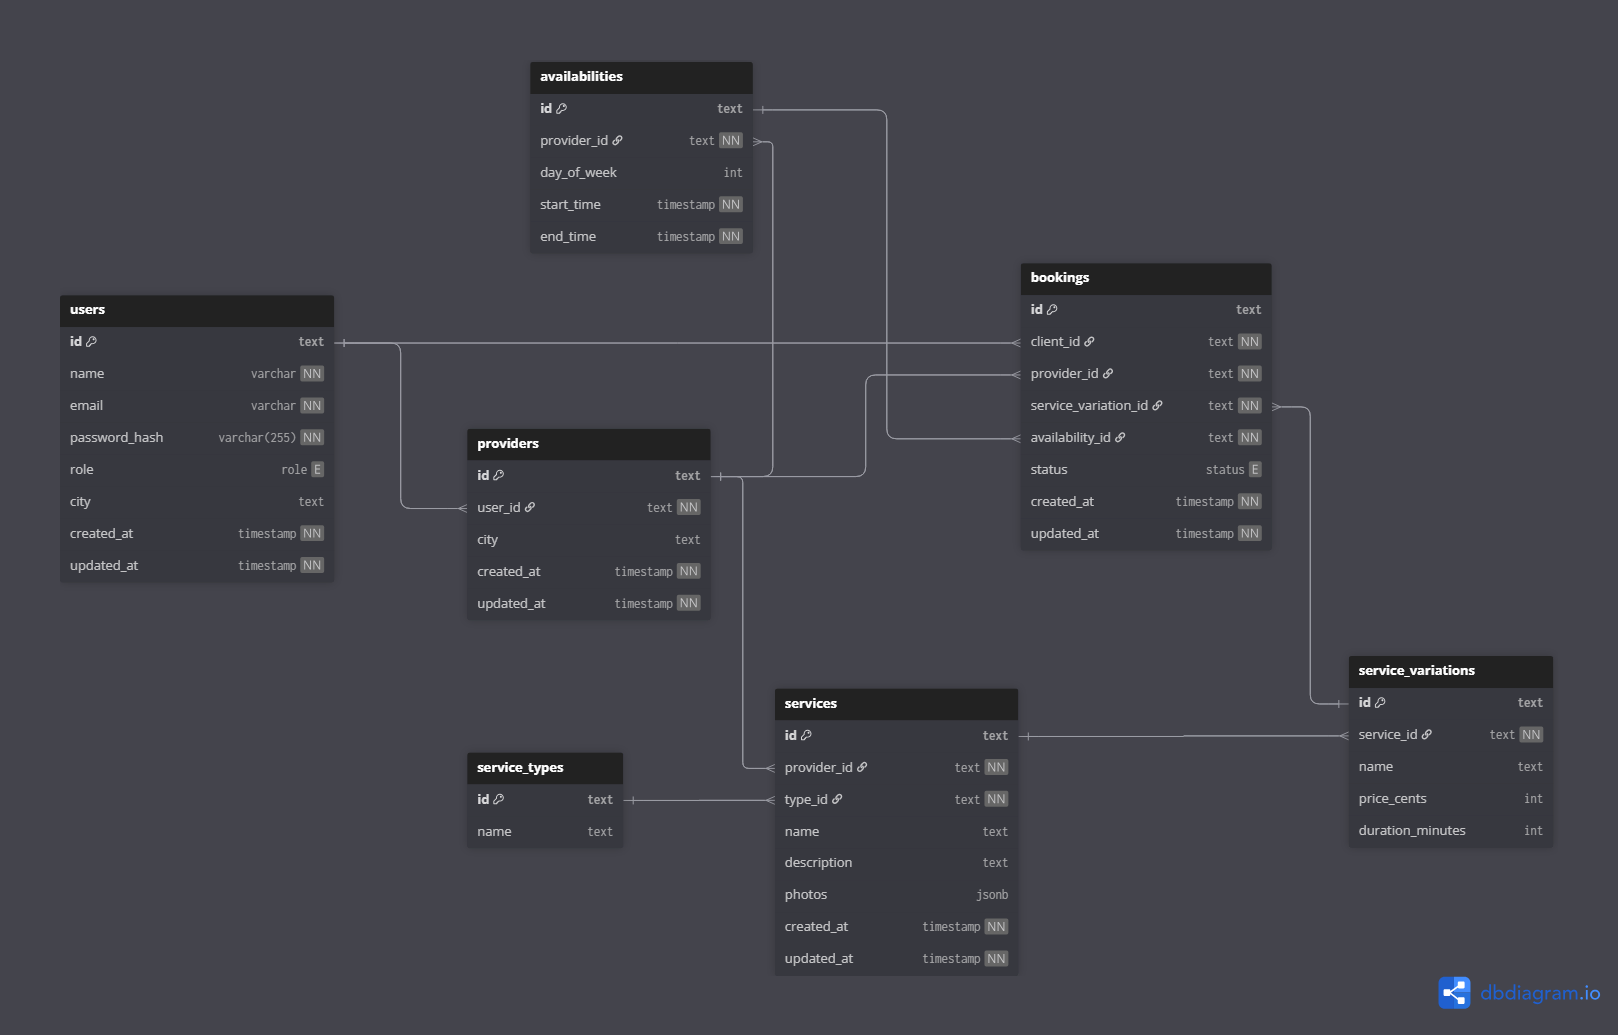 availabilities
id text
provider_id text NN
day_of_week int
start_time timestamp NN
end_time timestamp NN
users
id text
name varchar NN
email varchar NN
password_hash varchar(255) NN
role role E
city text
created_at timestamp NN
updated_at timestamp NN
providers
id text
user_id text NN
city text
created_at timestamp NN
updated_at timestamp NN
bookings
id text
client_id text NN
provider_id text NN
service_variation_id text NN
availability_id text NN
status status E
created_at timestamp NN
updated_at timestamp NN
service_types
id text
name text
services
id text
provider_id text NN
type_id text NN
name text
description text
photos jsonb
created_at timestamp NN
updated_at timestamp NN
service_variations
id text
service_id text NN
name text
price_cents int
duration_minutes int
dbdiagram.io